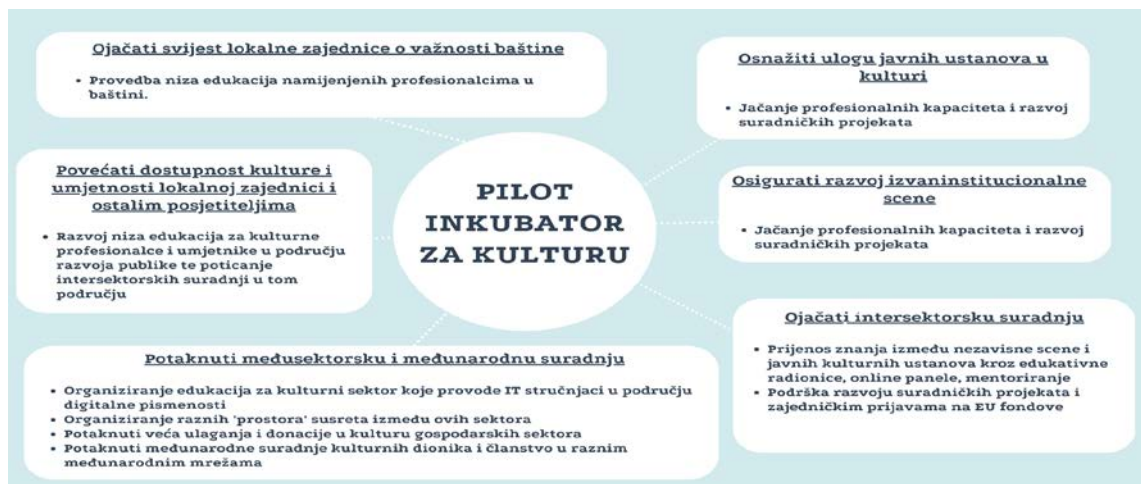 Ojačati svijest lokalne zajednice o važnosti baštine
• Provedba niza edukacija namijenjenih profesionalcima u
baštini.
Osnažiti ulogu javnih ustanova u
kulturi
• Jačanje profesionalnih kapaciteta i razvoj
suradničkih projekata
Povećati dostupnost kulture i
umjetnosti lokalnoj zajednici i
ostalim posjetiteljima
• Razvoj niza edukacija za kulturne
profesionalce i umjetnike u području
razvoja publike te poticanje
intersektorskih suradnji u tom
području
PILOT
INKUBATOR
ZA KULTURU
Osigurati razvoj izvaninstitucionalne
scene
• Jačanje profesionalnih kapaciteta i razvoj
suradničkih projekata
Potaknuti međusektorsku i međunarodnu suradnju
• Organiziranje edukacija za kulturni sektor koje provode IT stručnjaci u području
digitalne pismenosti
• Organiziranje raznih 'prostora' susreta između ovih sektora
• Potaknuti veća ulaganja i donacije u kulturu gospodarskih sektora
• Potaknuti međunarodne suradnje kulturnih dionika i članstvo u raznim
međunarodnim mrežama
Ojačati intersektorsku suradnju
• Prijenos znanja između nezavisne scene i
javnih kulturnih ustanova kroz edukativne
radionice, online panele, mentoriranje
• Podrška razvoju suradničkih projekata i
zajedničkim prijavama na EU fondove